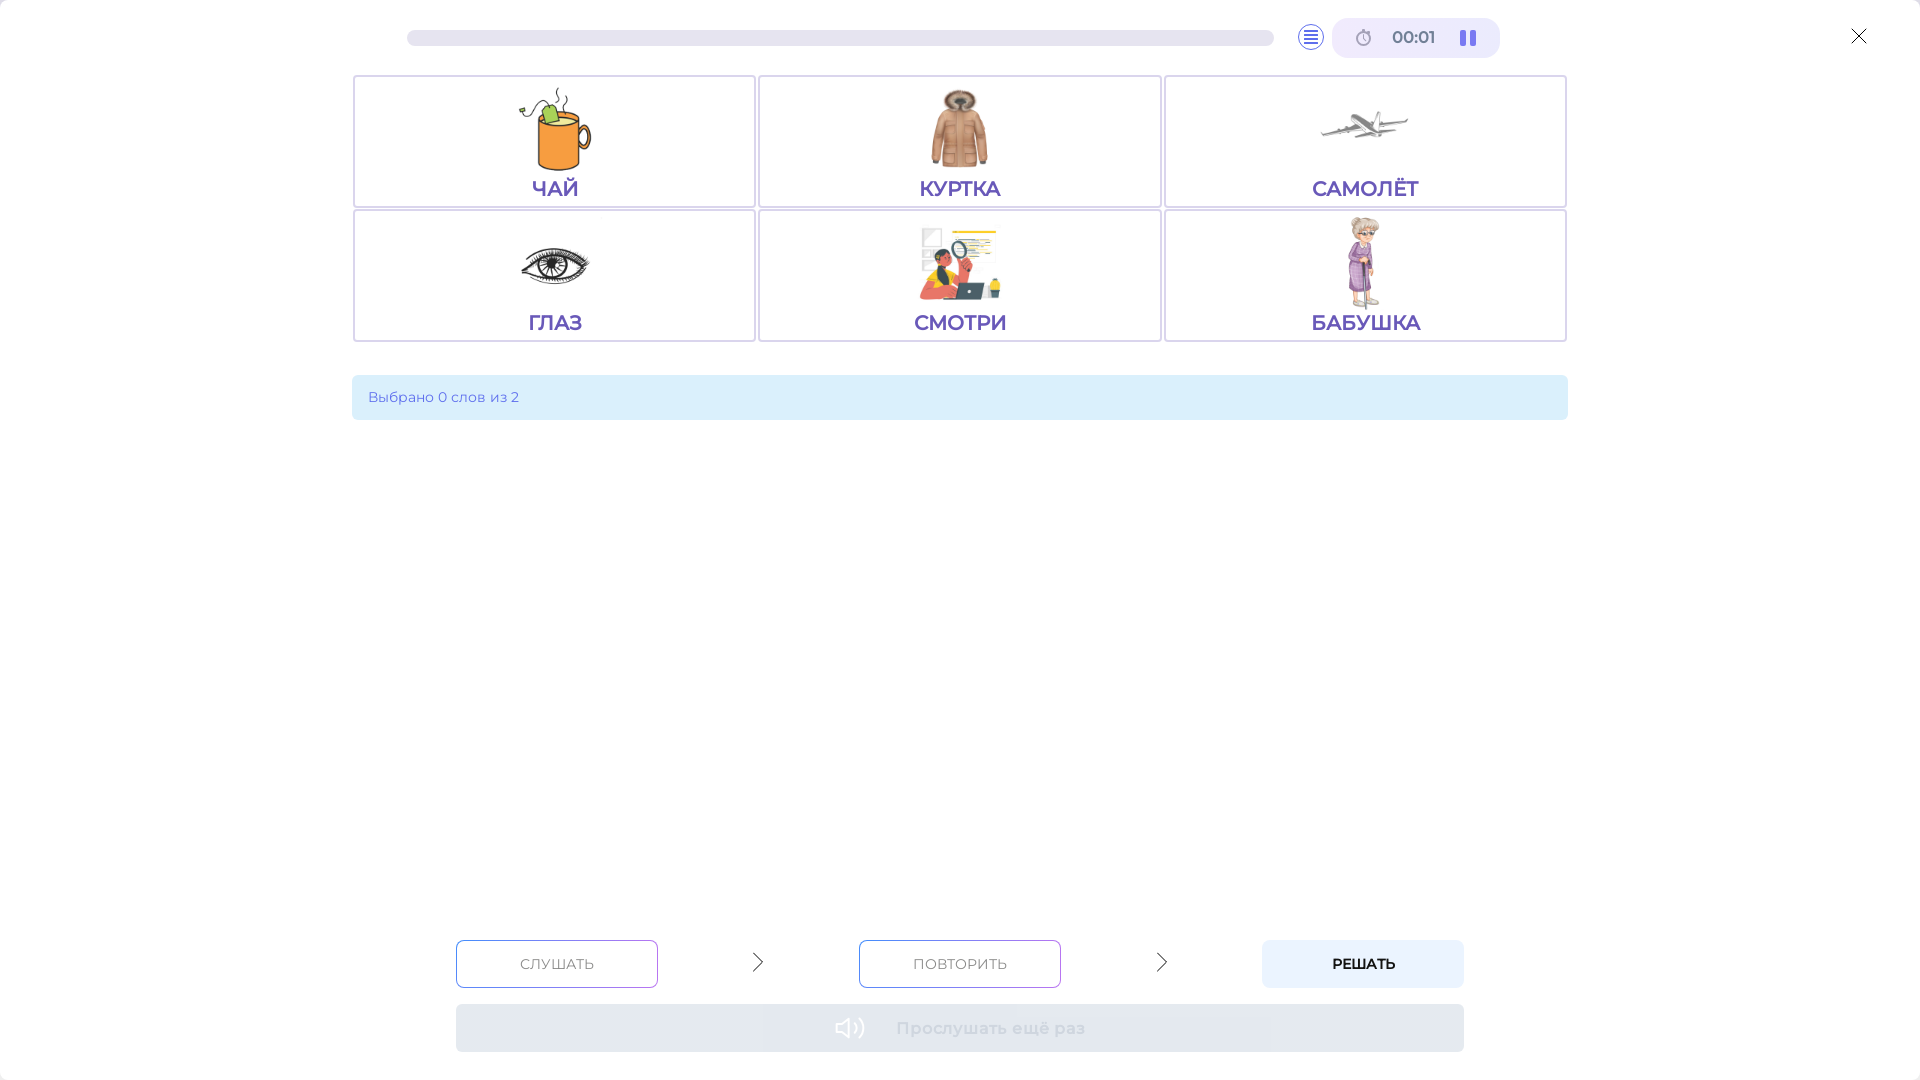 00:01
ЧАЙ
КУРТКА
САМОЛЁТ
ГЛАЗ
СМОТРИ
БАБУШКА
Выбрано 0 слов из 2
СЛУШАТЬ
ПОВТОРИТЬ
РЕШАТЬ
Прослушать ещё раз